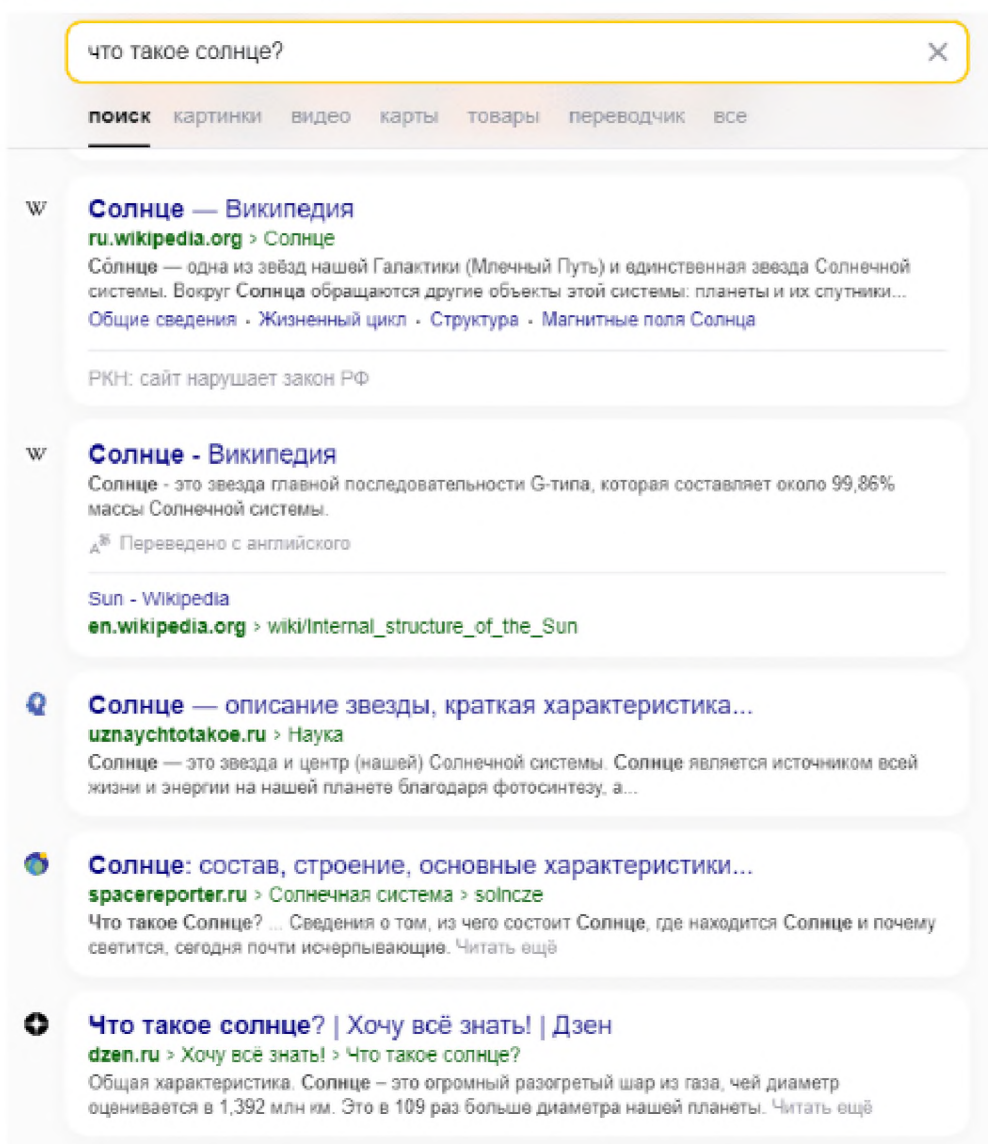 что такое солнце?
поиск картинки видео карты товары переводчик все
Солнце — Википедия
ru.wikipedia.org > Солнце
Со́лнце — одна из звёзд нашей Галактики (Млечный Путь) и единственная звезда Солнечной
системы. Вокруг Солнца обращаются другие объекты этой системы: планеты и их спутники...
Общие сведения · Жизненный цикл · Структура · Магнитные поля Солнца
РКН: сайт нарушает закон РФ
Солнце - Википедия
Солнце - это звезда главной последовательности G-типа, которая составляет около 99,86%
массы Солнечной системы.
Переведено с английского
Sun - Wikipedia
en.wikipedia.org > wiki/Internal_structure_of_the_Sun
Солнце — описание звезды, краткая характеристика...
uznaychtotakoe.ru > Наука
Солнце — это звезда и центр (нашей) Солнечной системы. Солнце является источником всей
жизни и энергии на нашей планете благодаря фотосинтезу, а...
Солнце: состав, строение, основные характеристики...
spacereporter.ru > Солнечная система > solncze
Что такое Солнце? ... Сведения о том, из чего состоит Солнце, где находится Солнце и почему
светится, сегодня почти исчерпывающие. Читать ещё
Что такое солнце? | Хочу всё знать! | Дзен
dzen.ru > Хочу всё знать! > Что такое солнце?
Общая характеристика. Солнце – это огромный разогретый шар из газа, чей диаметр
оценивается в 1,392 млн км. Это в 109 раз больше диаметра нашей планеты. Читать ещё